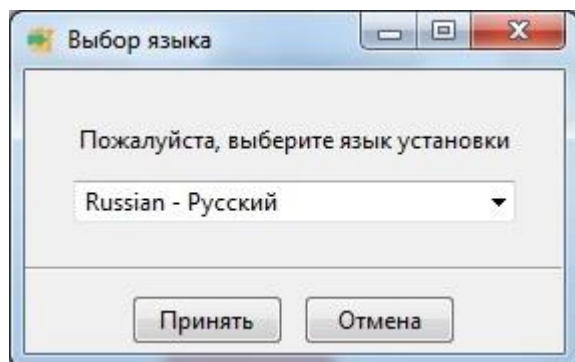 Выбор языка
Пожалуйста, выберите язык установки
Russian - Русский
Принять
Отмена